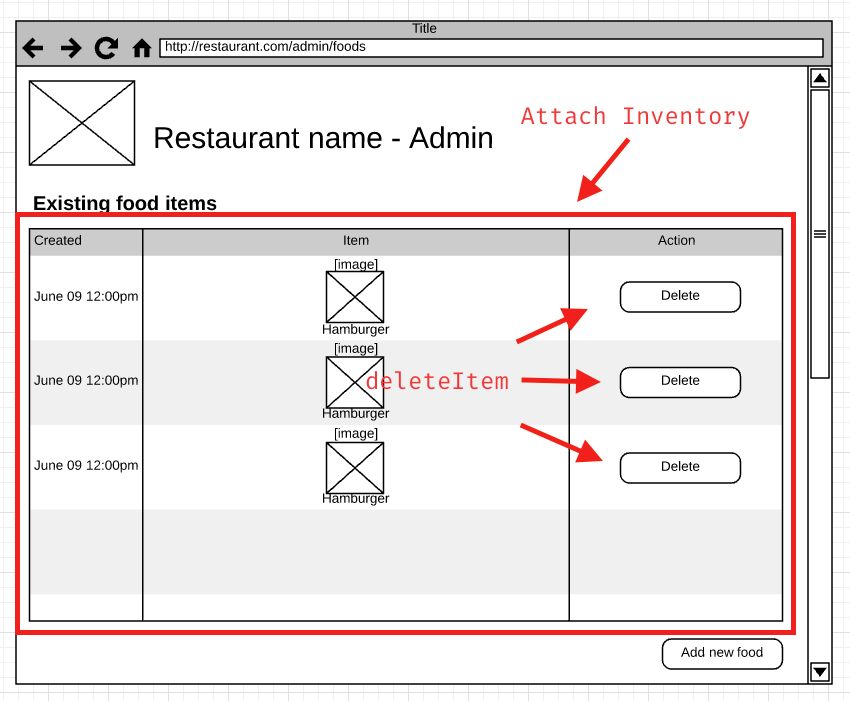 Title
http://restaurant.com/admin/foods
Attach Inventory
Restaurant name - Admin
Existing food items
Created Item Action
[image]
June 09 12:00pm Delete
Hamburger
[image]
June 09 12:00pm deleteItem Delete
Hamburger
[image]
June 09 12:00pm Delete
Hamburger
Add new food